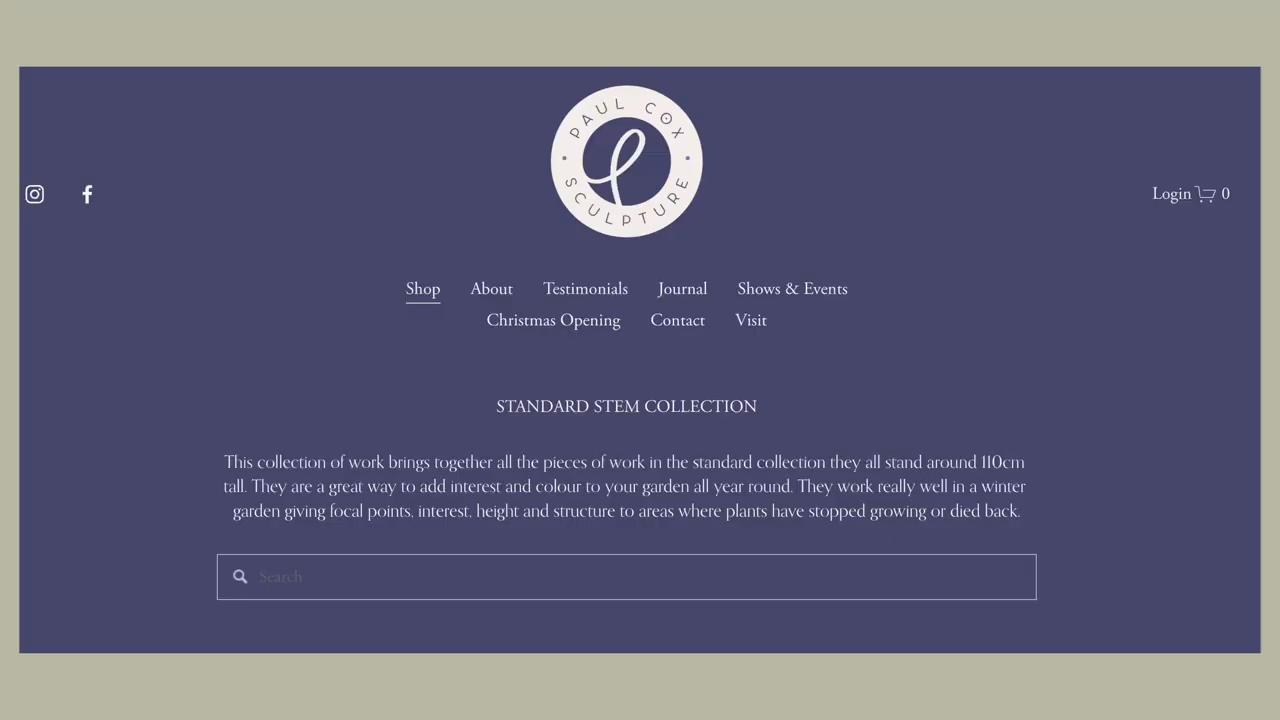 PAUL COX
SCULPTURE
Login 0
Shop About Testimonials Journal Shows & Events
Christmas Opening Contact Visit
STANDARD STEM COLLECTION
This collection of work brings together all the pieces of work in the standard collection they all stand around 110cm
tall. They are a great way to add interest and colour to your garden all year round. They work really well in a winter
garden giving focal points, interest, height and structure to areas where plants have stopped growing or died back.
Search